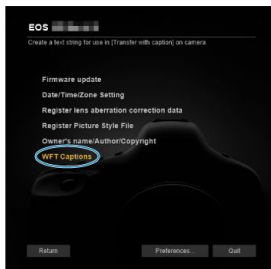 EOS
Create a text string for use in [Transfer with caption] on camera.
Firmware update
Date/Time/Zone Setting
Register lens aberration correction data
Register Picture Style File
Owner's name/Author/Copyright
WFT Captions
Return
Preferences...
Quit